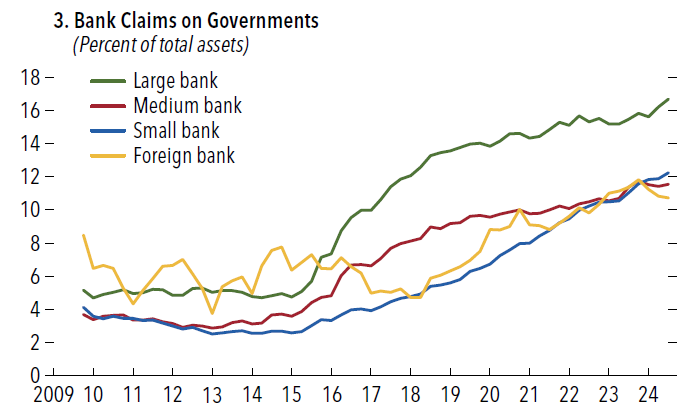 3. Bank Claims on Governments
(Percent of total assets)
18
16
14
12
10
8
6
4
2
0
Large bank
Medium bank
Small bank
Foreign bank
2009 10 11 12 13 14 15 16 17 18 19 20 21 22 23 24